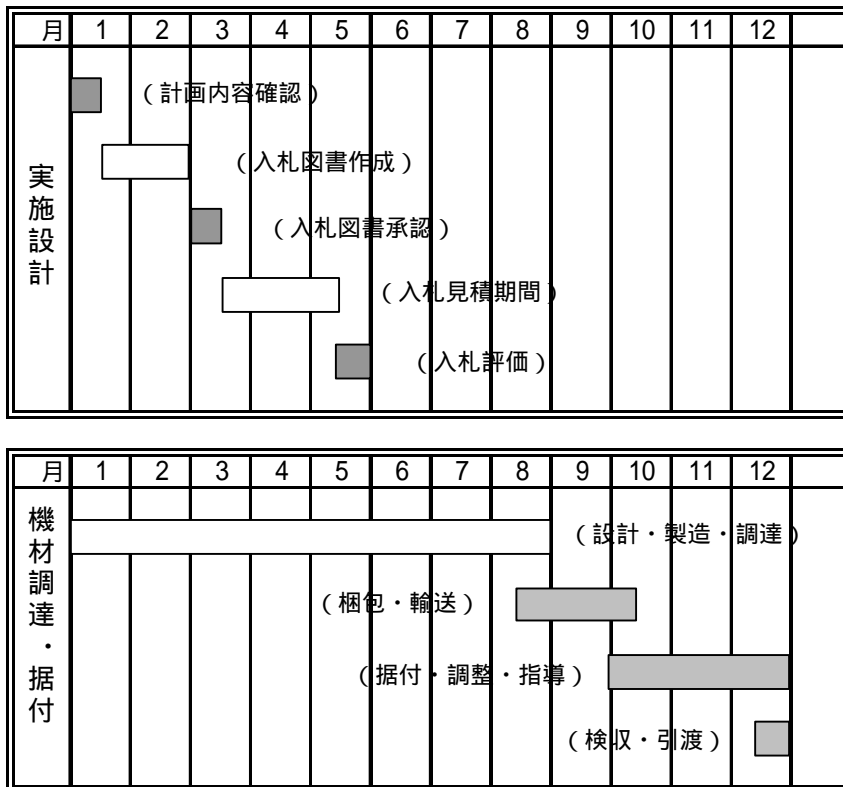 月 1 2 3 4 5 6 7 8 9 10 11 12
実施設計
(計画内容確認)
(入札図書作成)
(入札図書承認)
(入札見積期間)
(入札評価)
月 1 2 3 4 5 6 7 8 9 10 11 12
機材調達・据付
(設計・製造・調達)
(梱包・輸送)
(据付・調整・指導)
(検収・引渡)